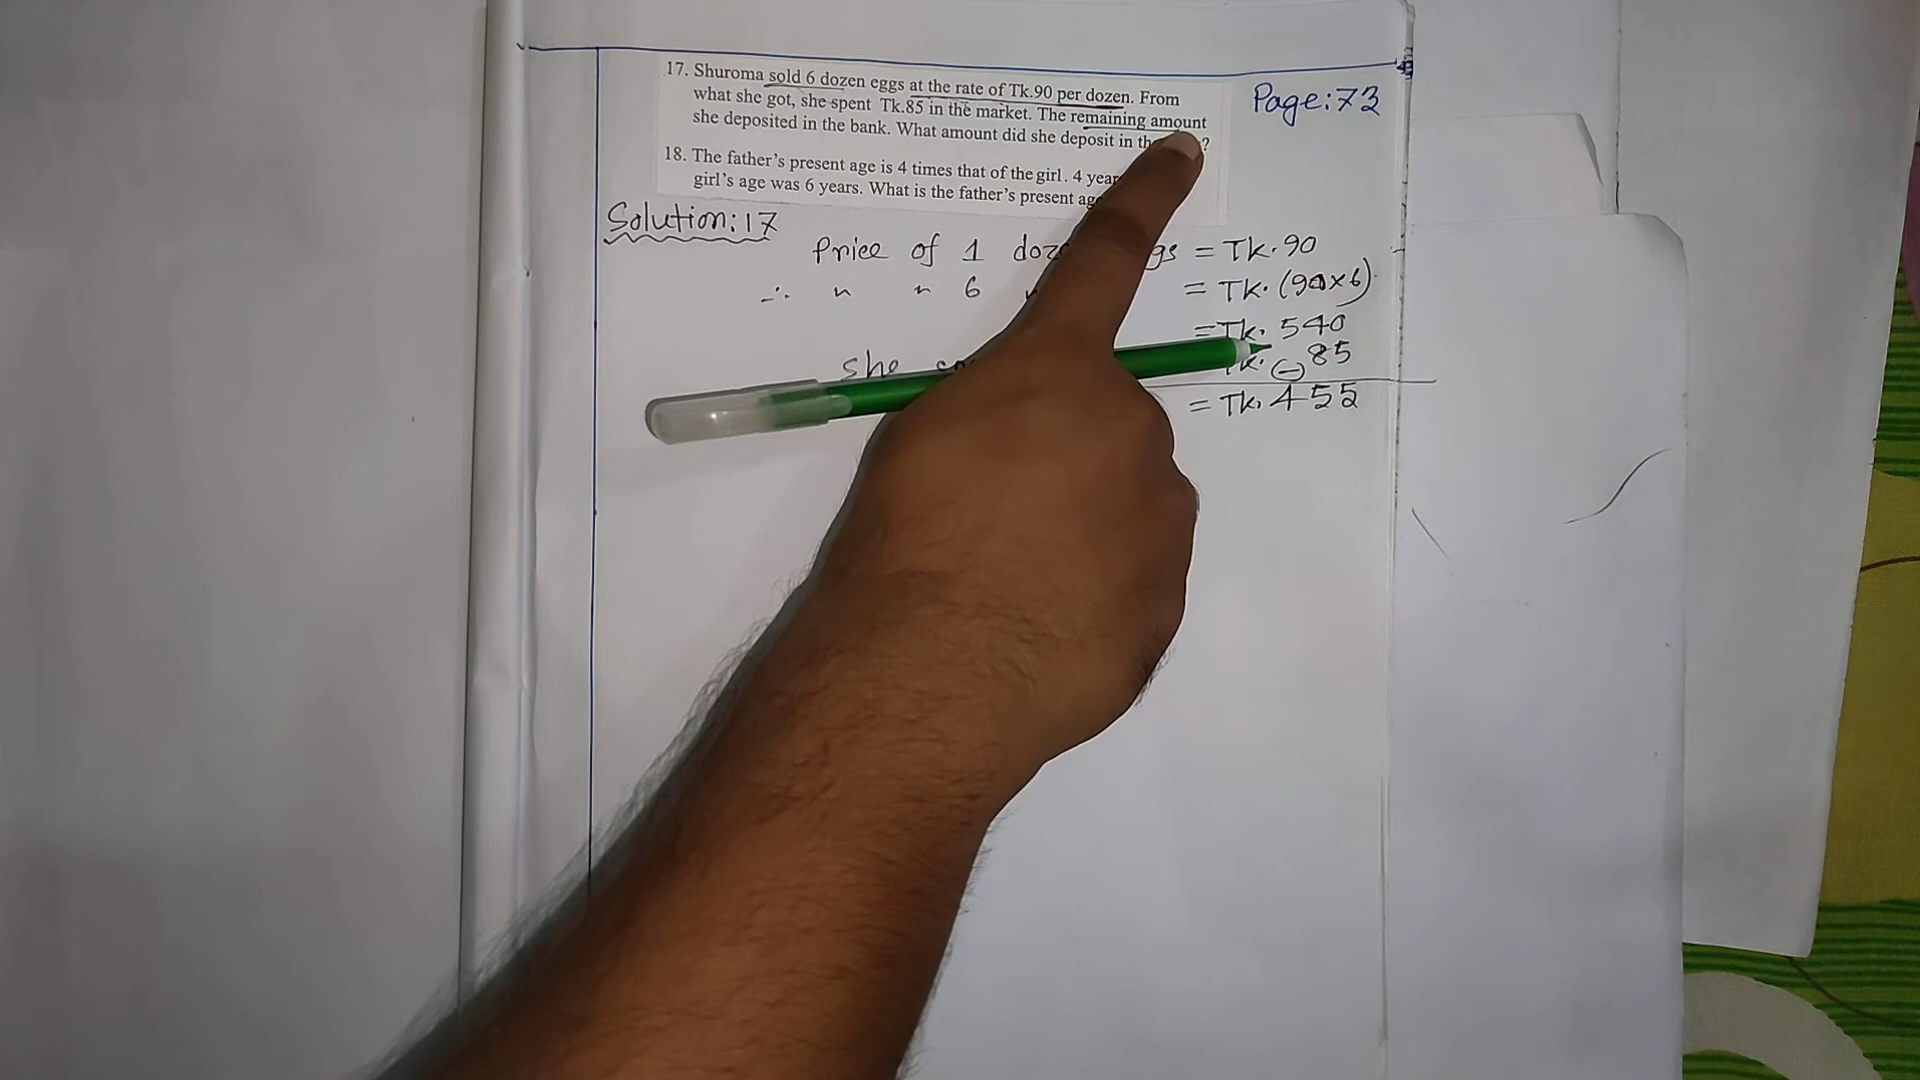 17. Shuroma sold 6 dozen eggs at the rate of Tk.90 per dozen. From
what she got, she spent Tk.85 in the market. The remaining amount
she deposited in the bank. What amount did she deposit in th ?
18. The father's present age is 4 times that of the girl. 4 year
girl's age was 6 years. What is the father's present ag
Page:73
Solution:17
Price of 1 doz gs = Tk.90
∴ " " 6 = Tk.(90×6)
= Tk. 540
she k. (-) 85
= Tk. 455